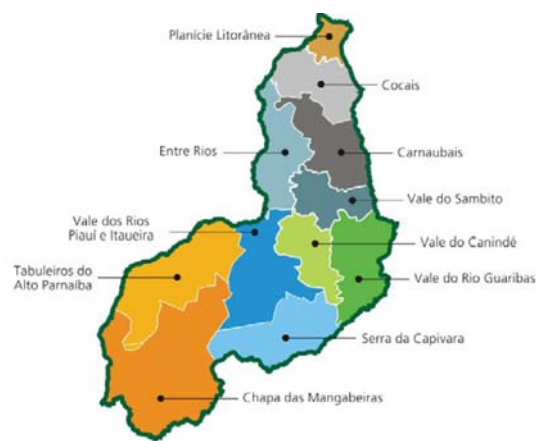 Planície Litorânea
Cocais
Entre Rios
Carnaubais
Vale do Sambito
Vale dos Rios
Piauí e Itaueira
Vale do Canindé
Tabuleiros do
Alto Parnaíba
Vale do Rio Guaribas
Serra da Capivara
Chapa das Mangabeiras